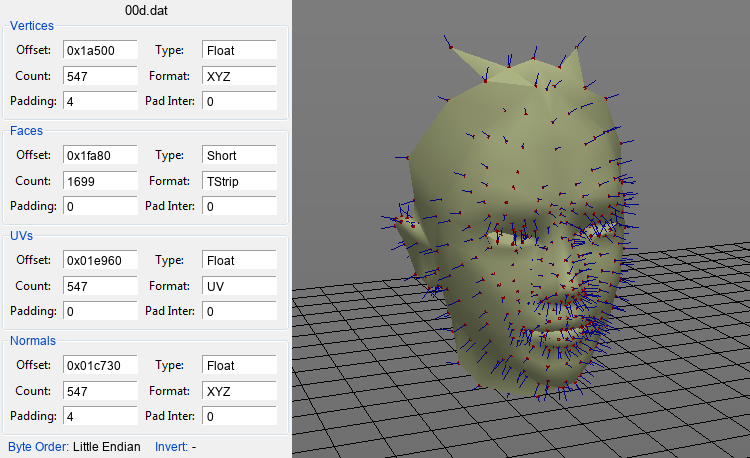 00d.dat
Vertices
Offset: 0x1a500 Type: Float
Count: 547 Format: XYZ
Padding: 4 Pad Inter: 0
Faces
Offset: 0x1fa80 Type: Short
Count: 1699 Format: TStrip
Padding: 0 Pad Inter: 0
UVs
Offset: 0x01e960 Type: Float
Count: 547 Format: UV
Padding: 0 Pad Inter: 0
Normals
Offset: 0x01c730 Type: Float
Count: 547 Format: XYZ
Padding: 4 Pad Inter: 0
Byte Order: Little Endian Invert: -